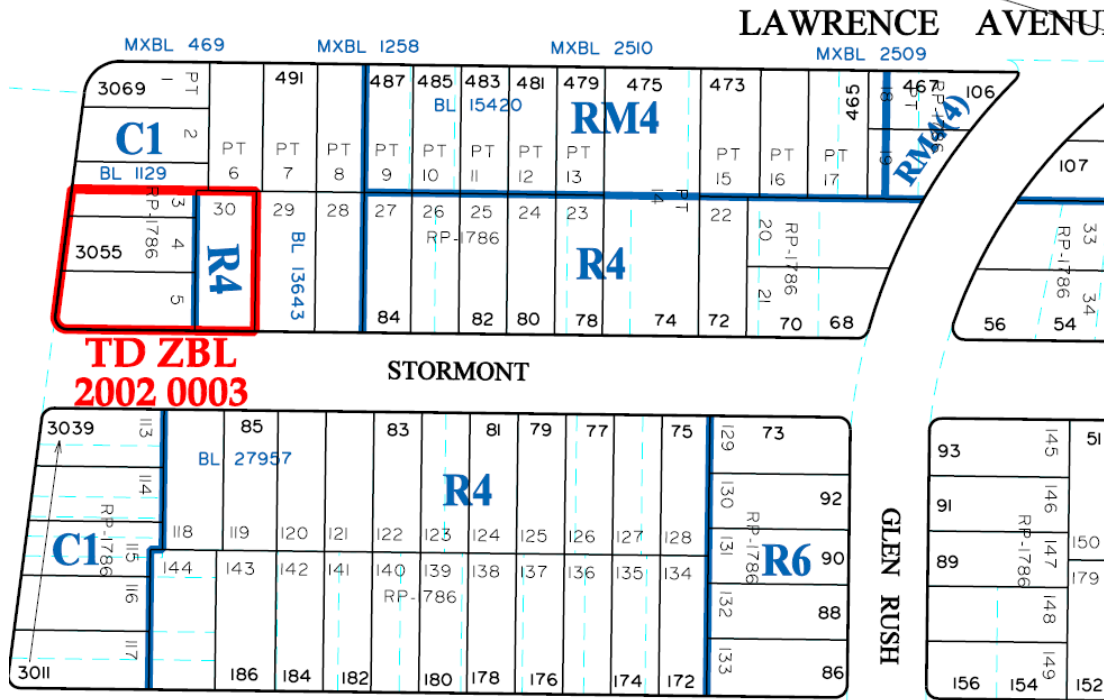 LAWRENCE AVENU
MXBL 469 MXBL 1258 MXBL 2510 MXBL 2509
3069 1 PT 491 487 485 483 481 479 475 473 465 18 467 PT 106
BL 15420
C1 2 RM4 RM4(4)
PT PT PT PT PT PT PT PT PT PT PT 19
BL 1129 6 7 8 9 10 11 12 13 15 16 17 107
RP-1786 3 30 29 28 27 26 25 24 23 14 PT 22 20 RP-1786 33
RP-1786
3055 4 R4 BL 13643 R4 RP-1786
5 21 34
84 82 80 78 74 72 70 68 56 54
TD ZBL
2002 0003
STORMONT
3039 113 85 83 81 79 77 75 129 73 93 145 51
BL 27957
114 R4 130 92 91 146
118 119 120 121 122 123 124 125 126 127 128
RP-1786 C1 115 131 RP-1786 R6 90 GLEN RUSH 89 RP-1786 147 150
144 143 142 141 140 139 138 137 136 135 134 179
116 RP-1786 132 88 148
117 133 149
3011 186 184 182 180 178 176 174 172 86 156 154 152